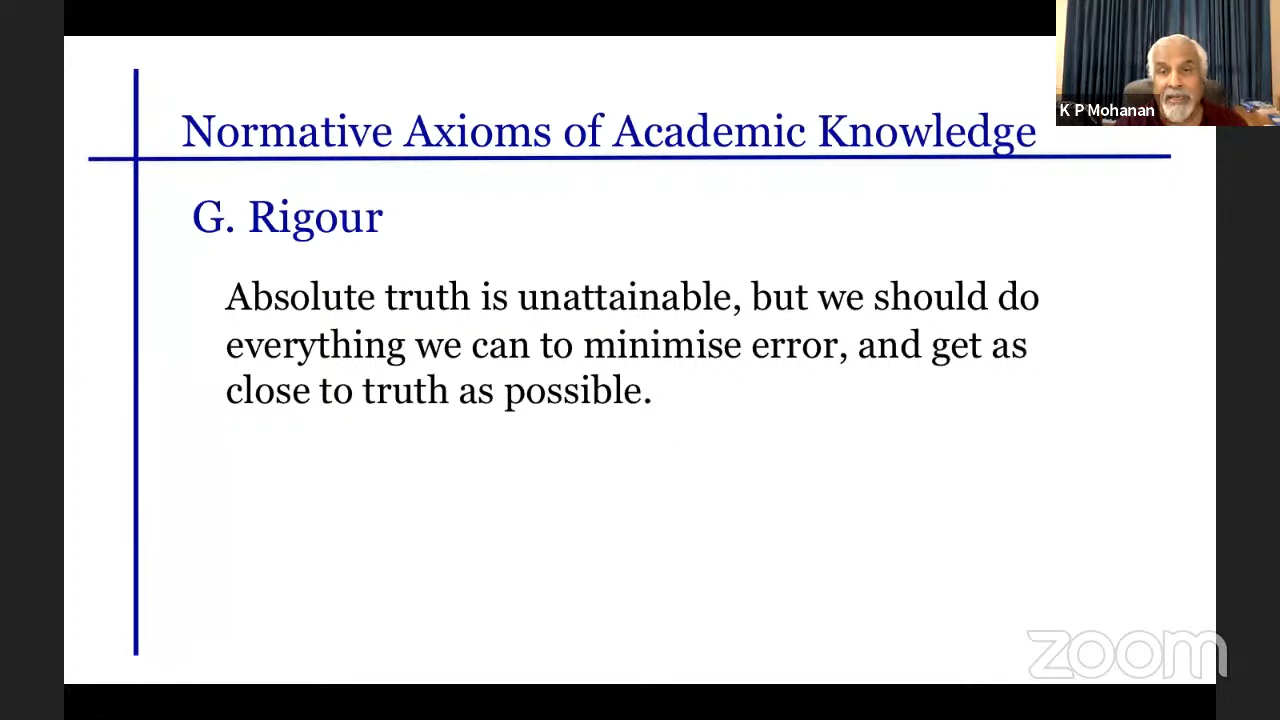 Normative Axioms of Academic Knowledge
K P Mohanan
G. Rigour
Absolute truth is unattainable, but we should do
everything we can to minimise error, and get as
close to truth as possible.
zoom